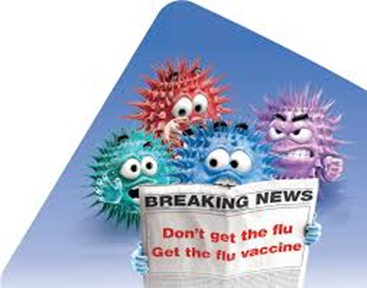 BREAKING NEWS
Don't get the flu
Get the flu vaccine